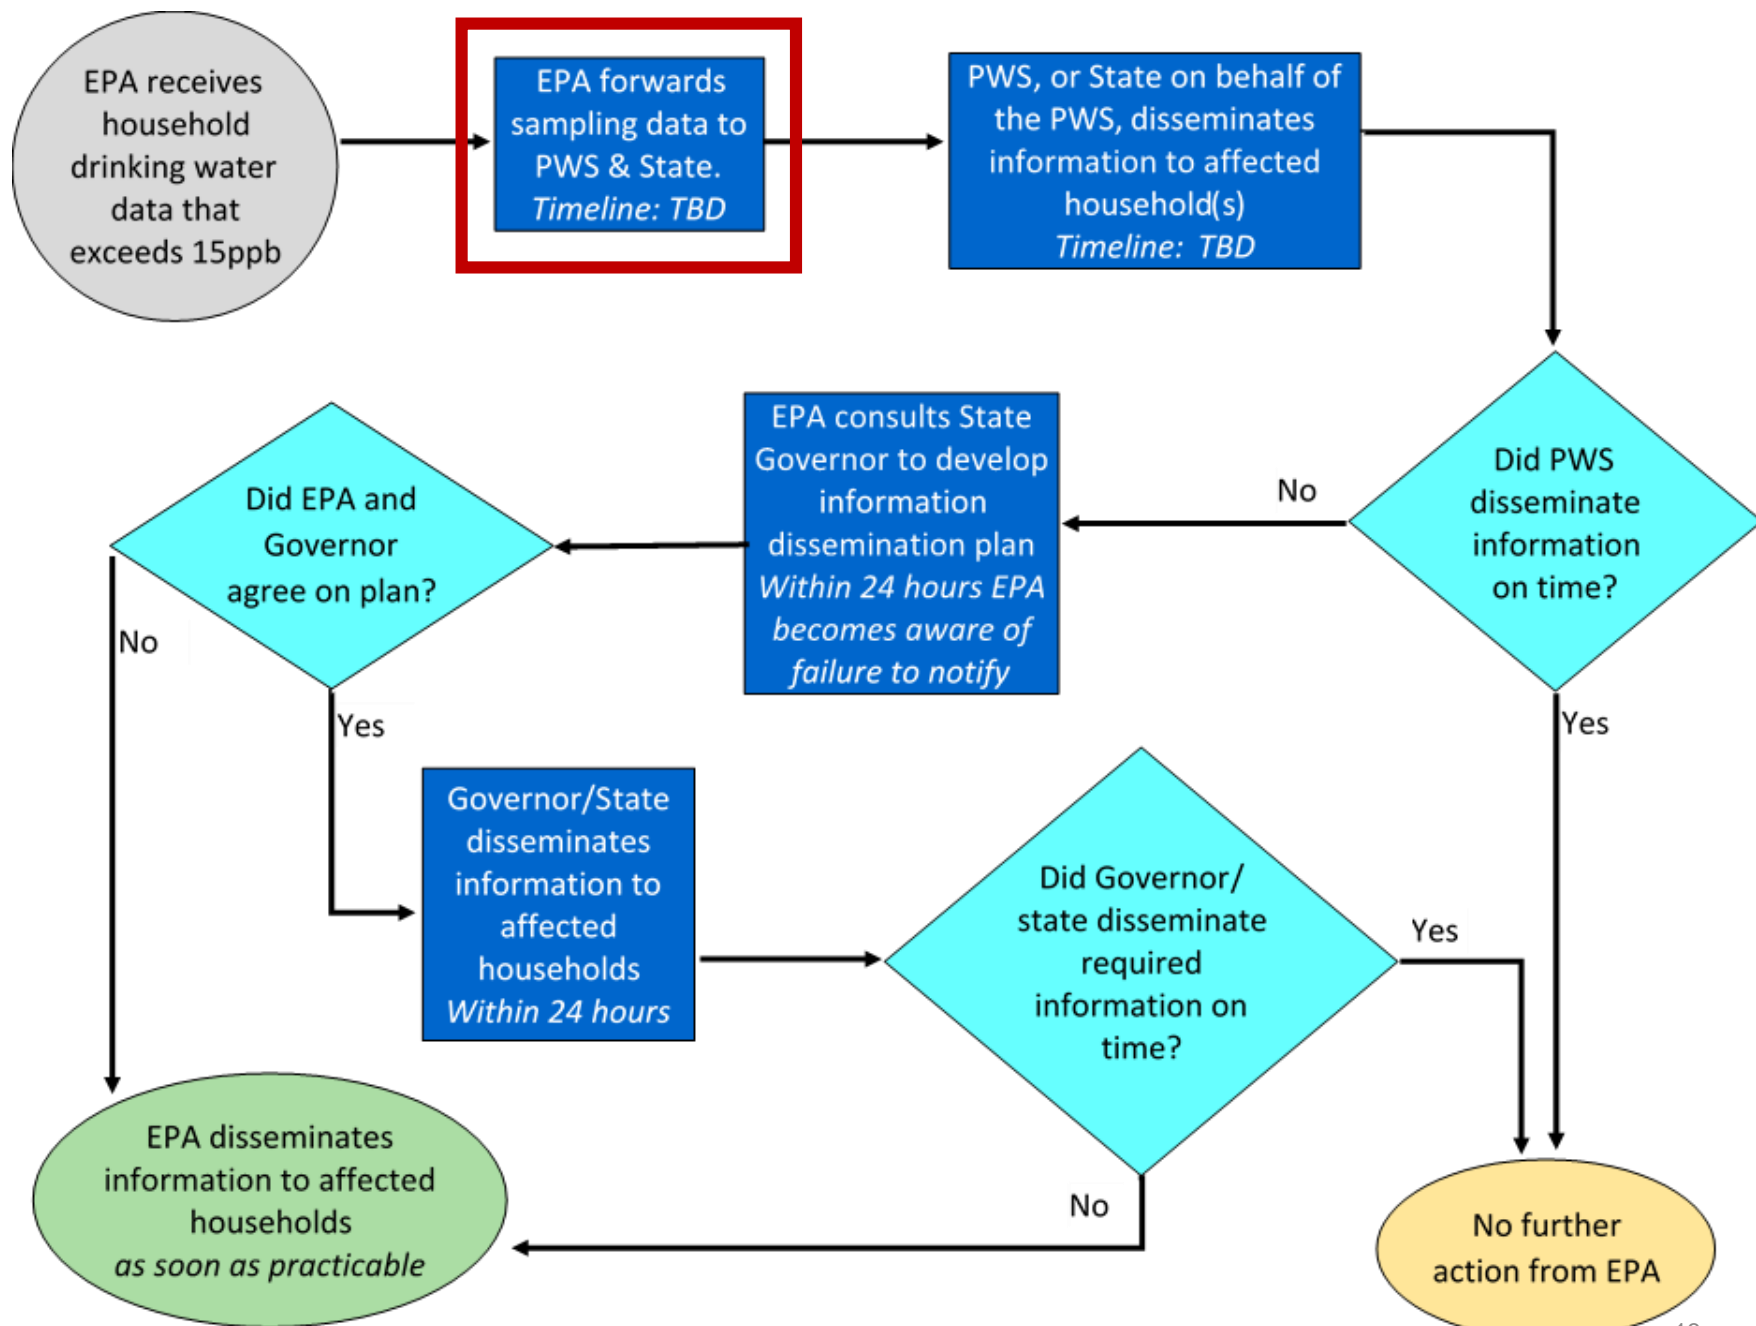 EPA receives
household
drinking water
data that
exceeds 15ppb
EPA forwards
sampling data to
PWS & State.
Timeline: TBD
PWS, or State on behalf of
the PWS, disseminates
information to affected
household(s)
Timeline: TBD
Did PWS
disseminate
information
on time?
No
Yes
EPA consults State
Governor to develop
information
dissemination plan
Within 24 hours EPA
becomes aware of
failure to notify
Did EPA and
Governor
agree on plan?
No
Yes
Governor/State
disseminates
information to
affected
households
Within 24 hours
Did Governor/
state disseminate
required
information on
time?
Yes
No
EPA disseminates
information to affected
households
as soon as practicable
No further
action from EPA